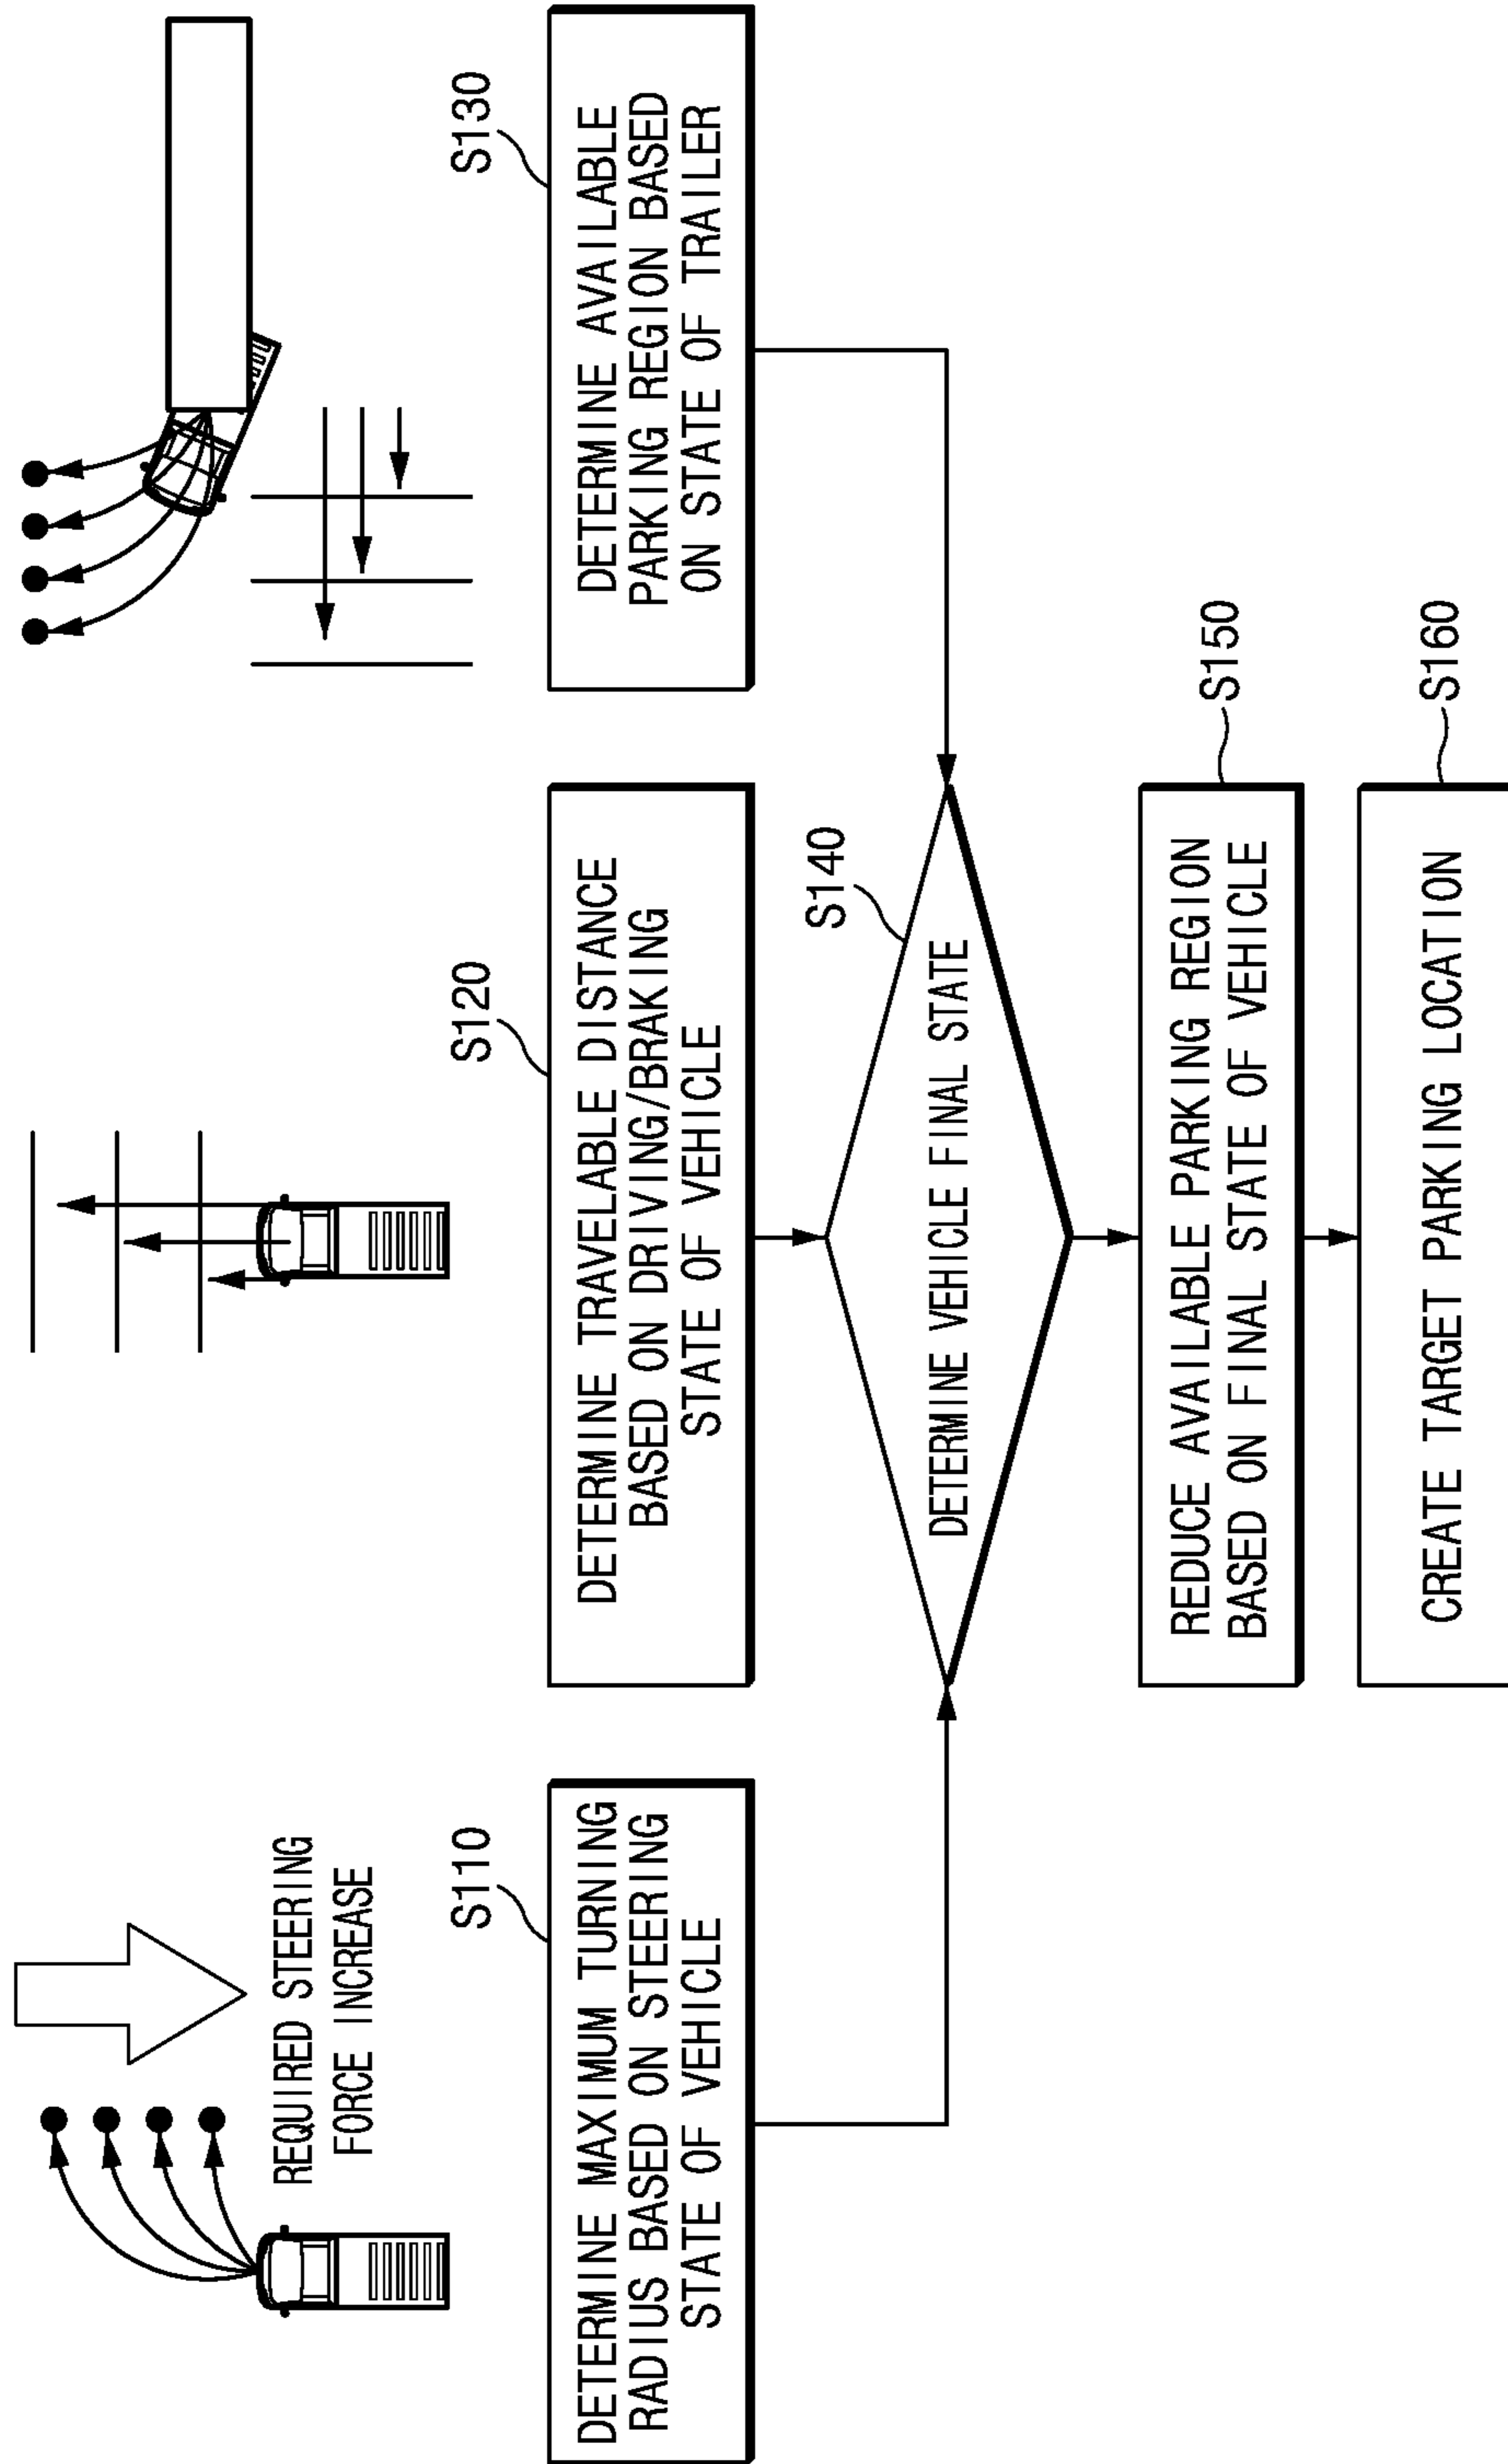 REQUIRED STEERING
FORCE INCREASE
S110
DETERMINE MAXIMUM TURNING
RADIUS BASED ON STEERING
STATE OF VEHICLE
S120
DETERMINE TRAVELABLE DISTANCE
BASED ON DRIVING/BRAKING
STATE OF VEHICLE
S130
DETERMINE AVAILABLE
PARKING REGION BASED
ON STATE OF TRAILER
S140
DETERMINE VEHICLE FINAL STATE
S150
REDUCE AVAILABLE PARKING REGION
BASED ON FINAL STATE OF VEHICLE
S160
CREATE TARGET PARKING LOCATION